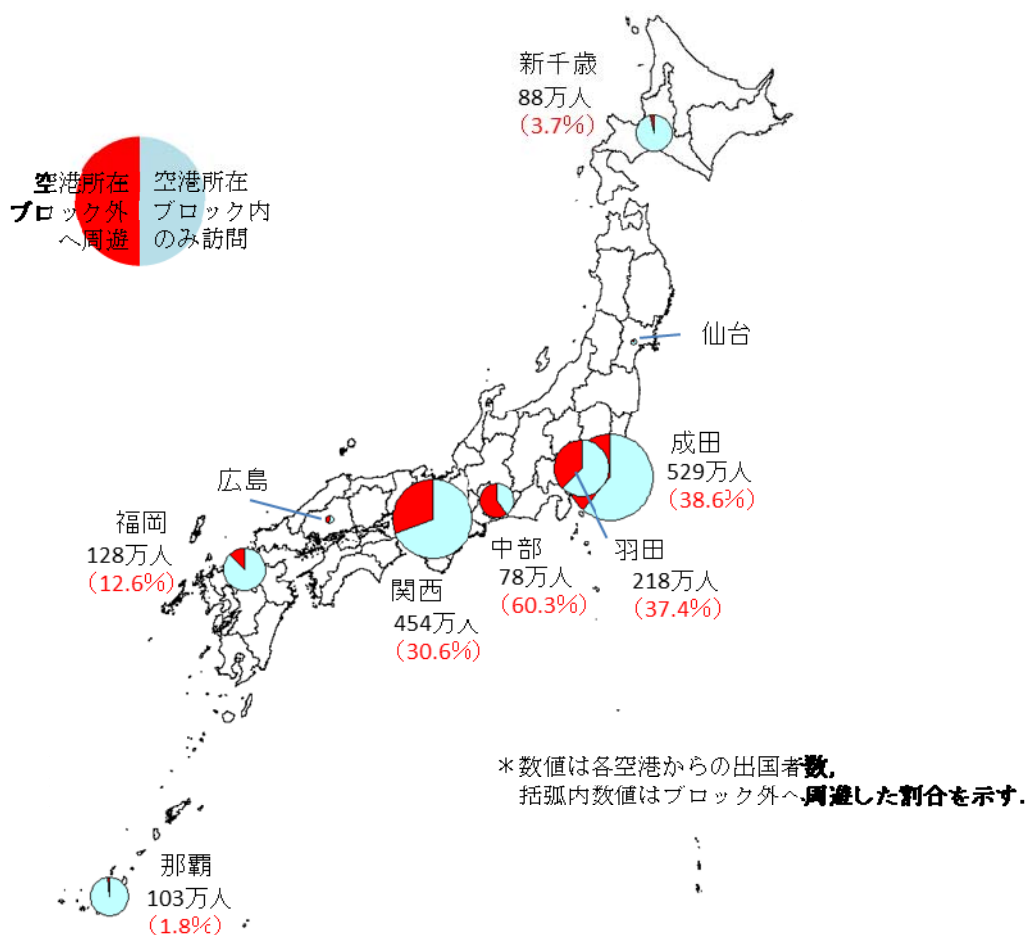 新千歳
88万人
(3.7%)
空港所在
ブロック外
へ周遊
空港所在
ブロック内
のみ訪問
仙台
成田
529万人
(38.6%)
広島
福岡
128万人
(12.6%)
中部
78万人
(60.3%)
羽田
218万人
(37.4%)
関西
454万人
(30.6%)
＊数値は各空港からの出国者数,
括弧内数値はブロック外へ周遊した割合を示す.
那覇
103万人
(1.8%)